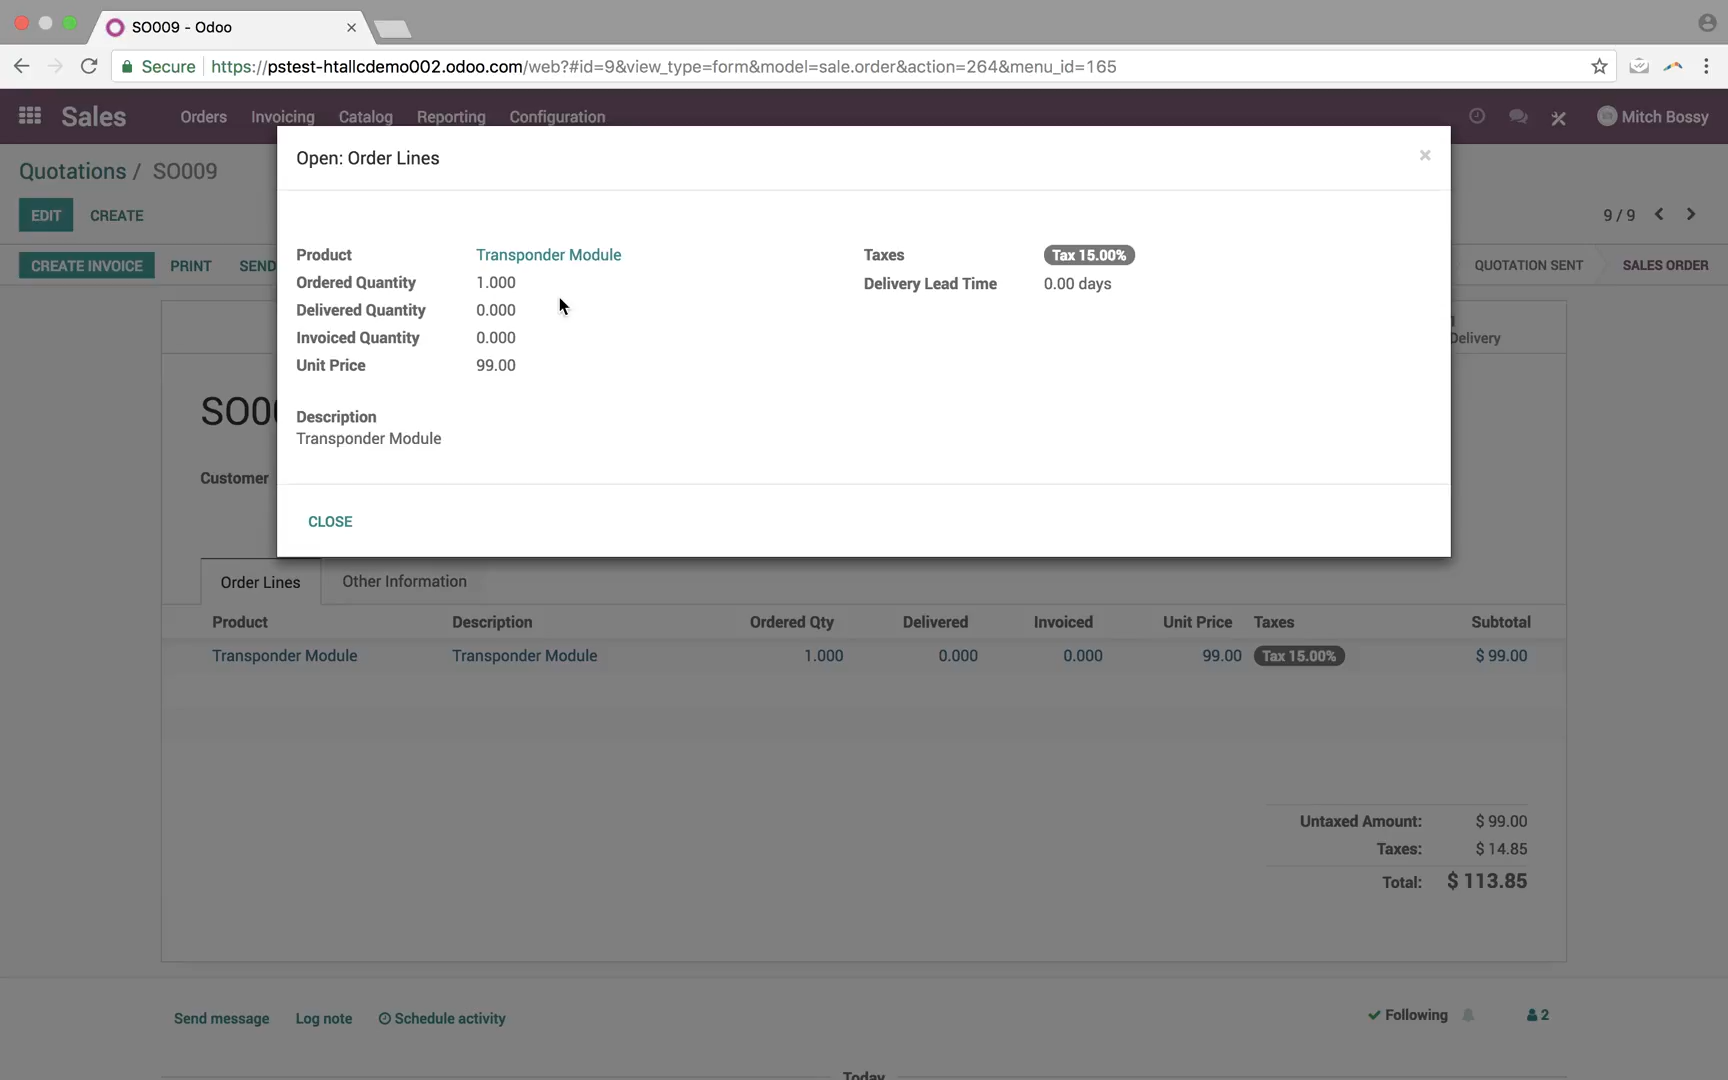 SO009 - Odoo
Secure https://pstest-htallcdemo002.odoo.com/web?#id=9&view_type=form&model=sale.order&action=264&menu_id=165
Sales Orders Invoicing Catalog Reporting Configuration Mitch Bossy
Open: Order Lines ×
Quotations / SO009
EDIT CREATE 9 / 9
Product Transponder Module Taxes Tax 15.00%
CREATE INVOICE PRINT SEND QUOTATION SENT SALES ORDER
Ordered Quantity 1.000 Delivery Lead Time 0.00 days
Delivered Quantity 0.000
Invoiced Quantity 0.000 Delivery
Unit Price 99.00
SO00
Description
Transponder Module
Customer
CLOSE
Order Lines Other Information
Product Description Ordered Qty Delivered Invoiced Unit Price Taxes Subtotal
Transponder Module Transponder Module 1.000 0.000 0.000 99.00 Tax 15.00% $ 99.00
Untaxed Amount: $ 99.00
Taxes: $ 14.85
Total: $ 113.85
Send message Log note Schedule activity Following 2
Today